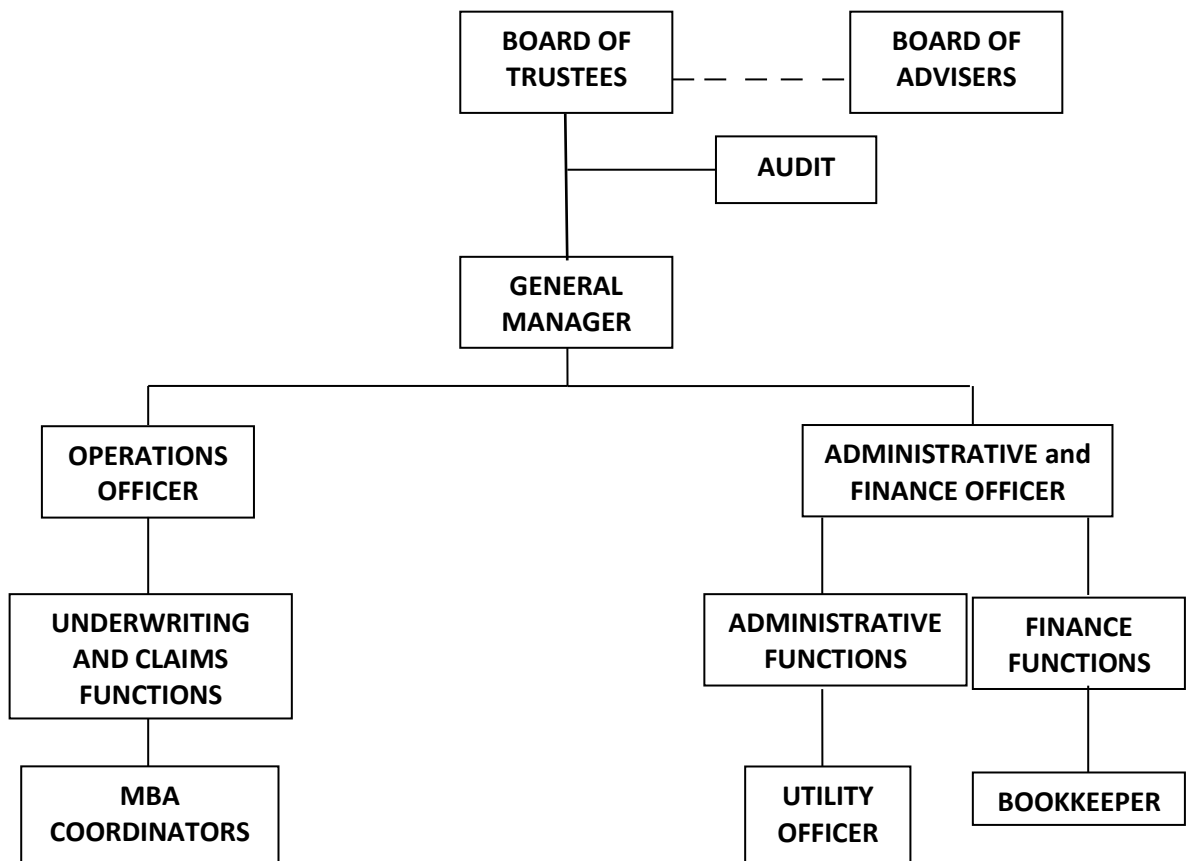 BOARD OF
TRUSTEES
BOARD OF
ADVISERS
AUDIT
GENERAL
MANAGER
OPERATIONS
OFFICER
ADMINISTRATIVE and
FINANCE OFFICER
UNDERWRITING
AND CLAIMS
FUNCTIONS
ADMINISTRATIVE
FUNCTIONS
FINANCE
FUNCTIONS
MBA
COORDINATORS
UTILITY
OFFICER
BOOKKEEPER